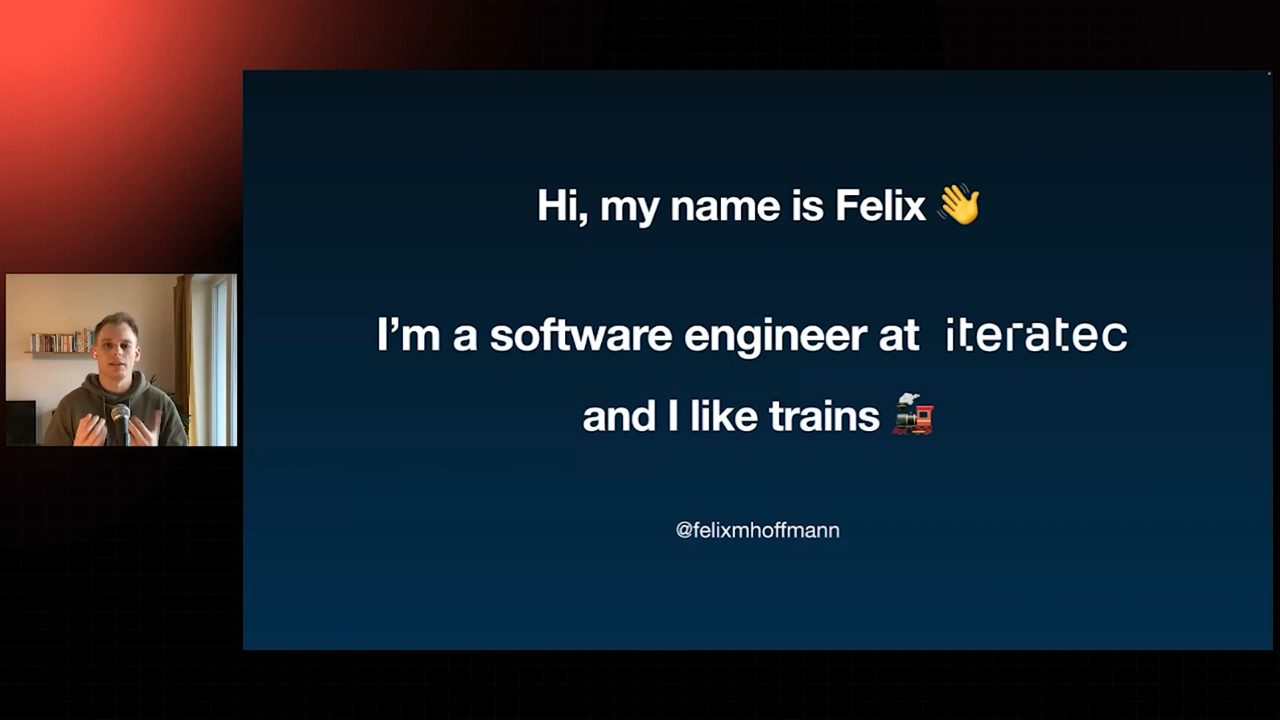 Hi, my name is Felix 👋
I’m a software engineer at iteratec
and I like trains 🚂
@felixmhoffmann